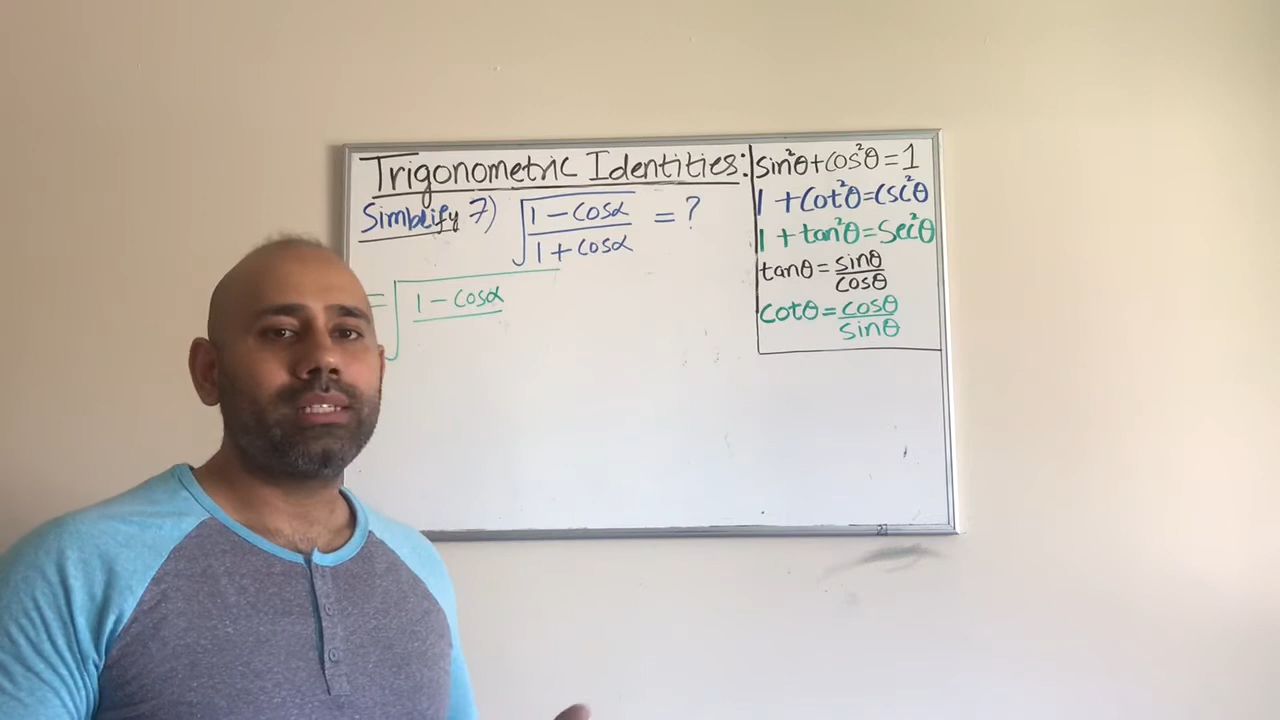 Trigonometric Identities:
Simplify 7) √((1 - cosα)/(1 + cosα)) = ?
= √(1 - cosα
sin²θ + cos²θ = 1
1 + cot²θ = csc²θ
1 + tan²θ = sec²θ
tanθ = sinθ/cosθ
cotθ = cosθ/sinθ